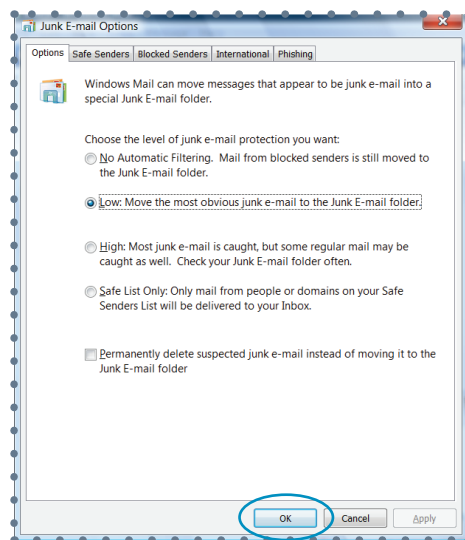 Junk E-mail Options
Options Safe Senders Blocked Senders International Phishing
Windows Mail can move messages that appear to be junk e-mail into a
special Junk E-mail folder.
Choose the level of junk e-mail protection you want:
No Automatic Filtering. Mail from blocked senders is still moved to
the Junk E-mail folder.
Low: Move the most obvious junk e-mail to the Junk E-mail folder.
High: Most junk e-mail is caught, but some regular mail may be
caught as well. Check your Junk E-mail folder often.
Safe List Only: Only mail from people or domains on your Safe
Senders List will be delivered to your Inbox.
Permanently delete suspected junk e-mail instead of moving it to the
Junk E-mail folder
OK Cancel Apply